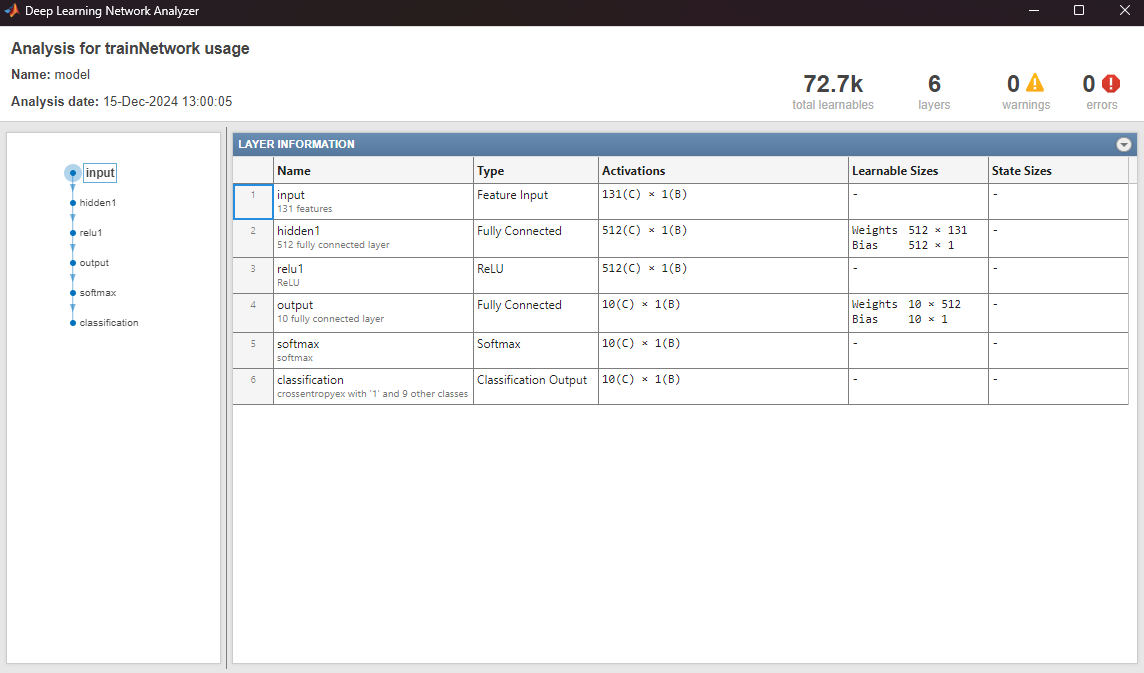 Deep Learning Network Analyzer
Analysis for trainNetwork usage
Name: model
Analysis date: 15-Dec-2024 13:00:05
72.7k
total learnables
6
layers
0
warnings
0
errors
input
hidden1
relu1
output
softmax
classification
LAYER INFORMATION
Name Type Activations Learnable Sizes State Sizes
1 input Feature Input 131(C) × 1(B) - -
131 features
2 hidden1 Fully Connected 512(C) × 1(B) Weights 512 × 131 -
512 fully connected layer Bias 512 × 1
3 relu1 ReLU 512(C) × 1(B) - -
ReLU
4 output Fully Connected 10(C) × 1(B) Weights 10 × 512 -
10 fully connected layer Bias 10 × 1
5 softmax Softmax 10(C) × 1(B) - -
softmax
6 classification Classification Output 10(C) × 1(B) - -
crossentropyex with '1' and 9 other classes